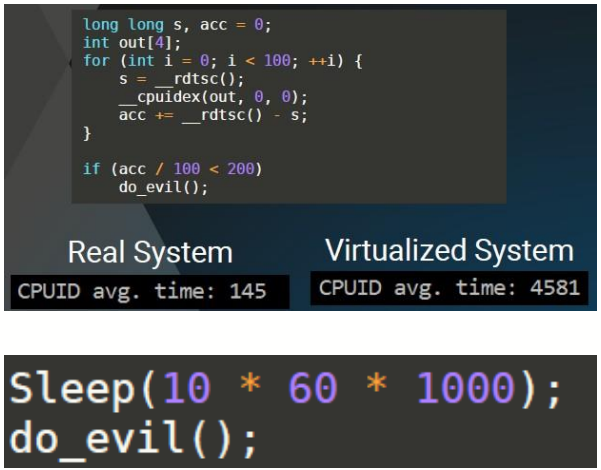 long long s, acc = 0;
int out[4];
for (int i = 0; i < 100; ++i) {
    s = __rdtsc();
    __cpuidex(out, 0, 0);
    acc += __rdtsc() - s;
}

if (acc / 100 < 200)
    do_evil();
Real System
Virtualized System
CPUID avg. time: 145
CPUID avg. time: 4581
Sleep(10 * 60 * 1000);
do_evil();